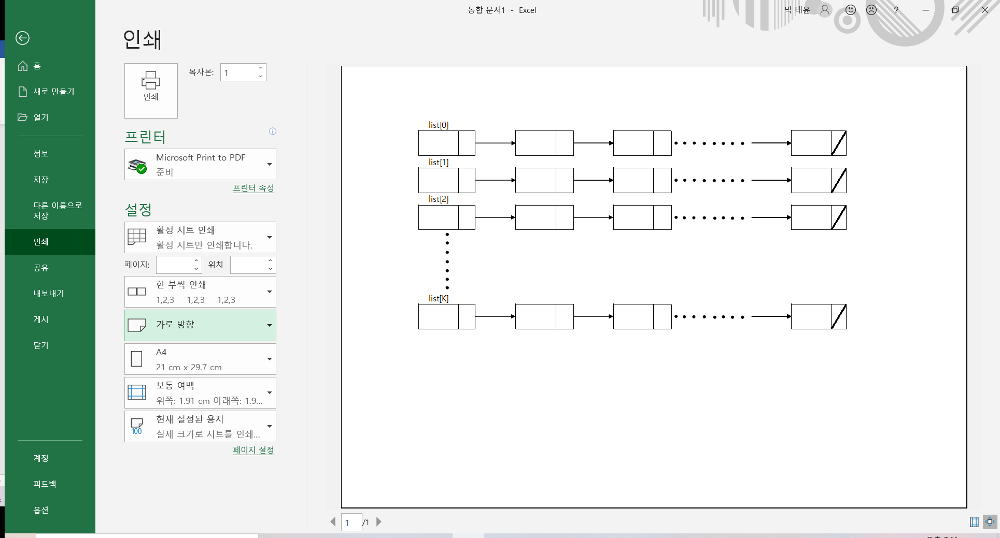 통합 문서1 - Excel
박 태윤
?
인쇄
홈
새로 만들기
열기
정보
저장
다른 이름으로
저장
인쇄
공유
내보내기
게시
닫기
계정
피드백
옵션
인쇄
복사본:
1
프린터
Microsoft Print to PDF
준비
프린터 속성
설정
활성 시트 인쇄
활성 시트만 인쇄합니다.
페이지:
위치
한 부씩 인쇄
1,2,3 1,2,3 1,2,3
가로 방향
A4
21 cm x 29.7 cm
보통 여백
위쪽: 1.91 cm 아래쪽: 1.9...
현재 설정된 용지
100
실제 크기로 시트를 인쇄...
페이지 설정
list[0]
list[1]
list[2]
list[K]
1 /1